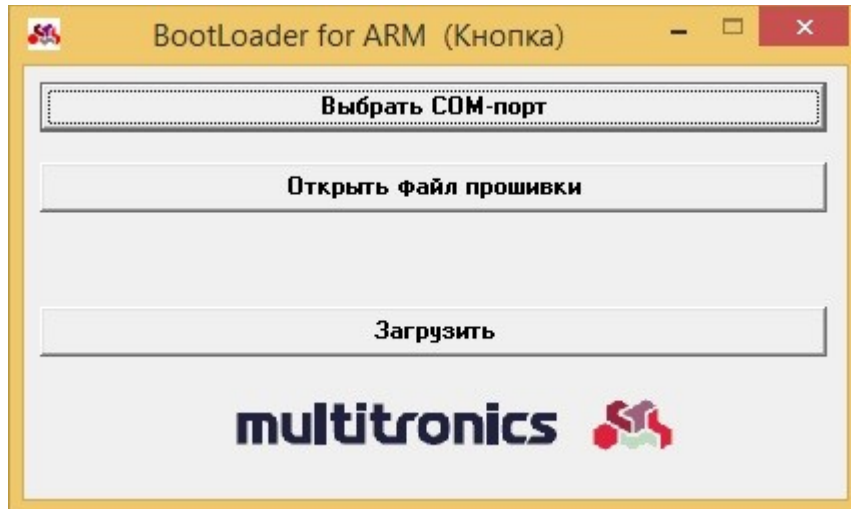 BootLoader for ARM (Кнопка)
Выбрать COM-порт
Открыть файл прошивки
Загрузить
multitronics